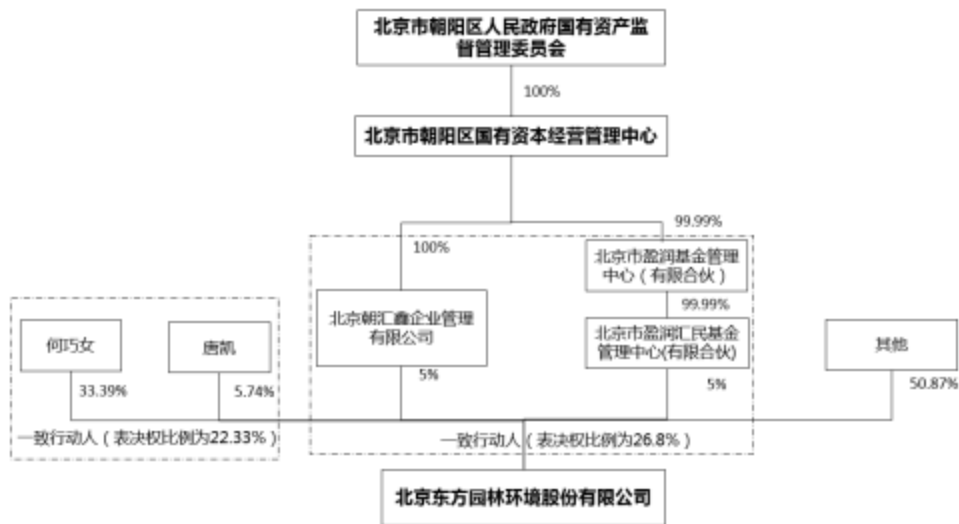 北京市朝阳区人民政府国有资产监
督管理委员会
100%
北京市朝阳区国有资本经营管理中心
99.99%
100%
北京市盈润基金管理
中心（有限合伙）
99.99%
北京朝汇鑫企业管理
有限公司
北京市盈润汇民基金
管理中心(有限合伙)
何巧女
唐凯
其他
33.39%
5.74%
5%
5%
50.87%
一致行动人（表决权比例为22.33%）
一致行动人（表决权比例为26.8%）
北京东方园林环境股份有限公司